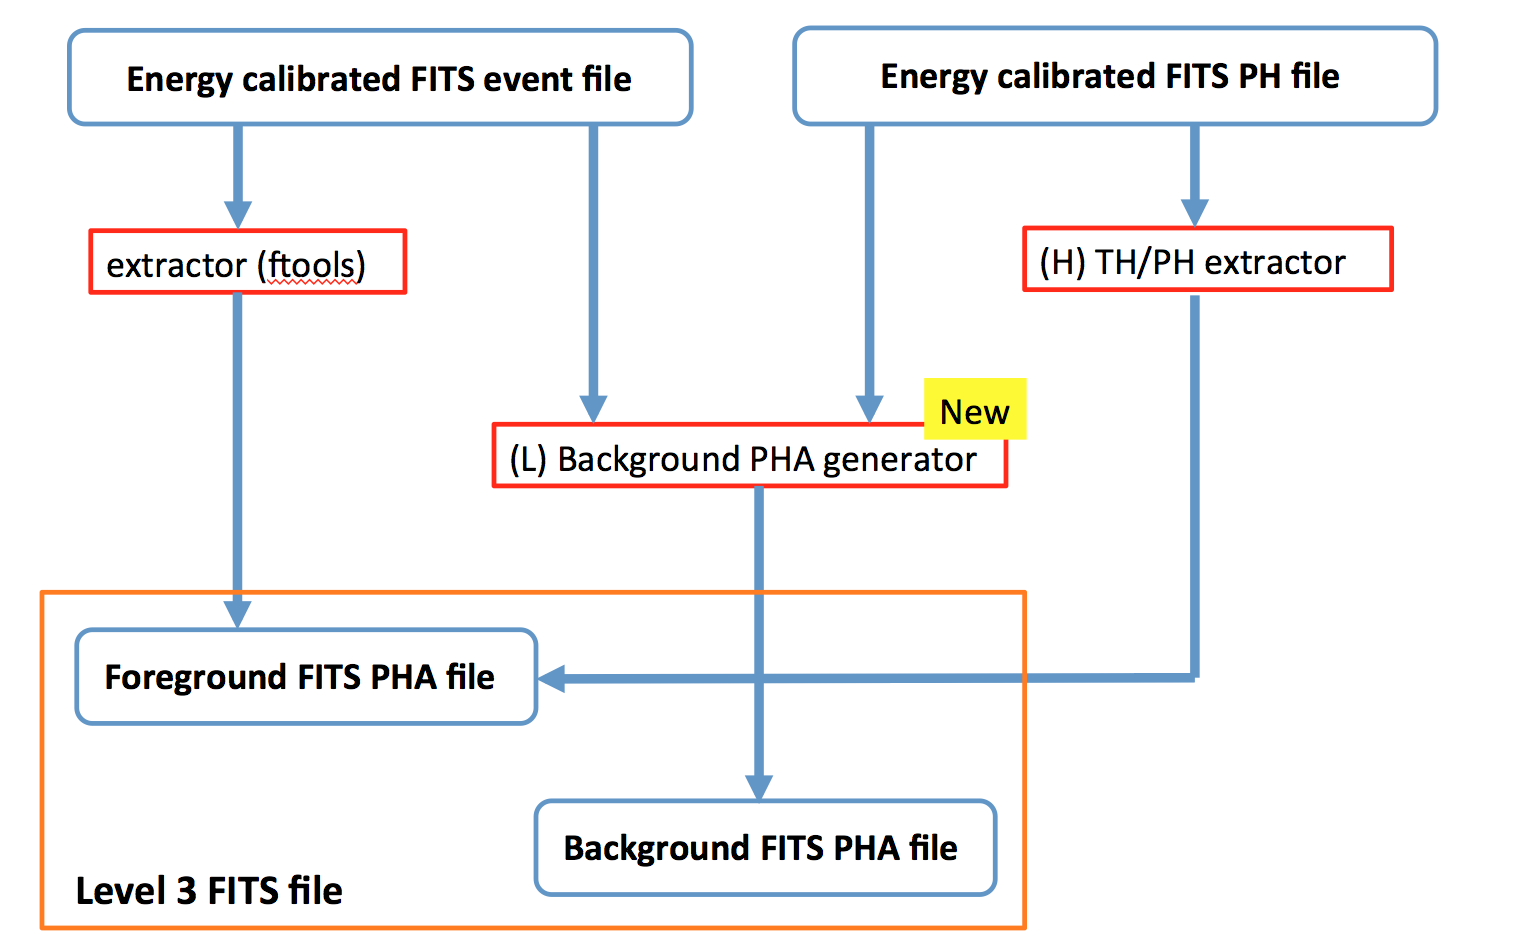 Energy calibrated FITS event file
Energy calibrated FITS PH file
extractor (ftools)
(H) TH/PH extractor
New
(L) Background PHA generator
Foreground FITS PHA file
Background FITS PHA file
Level 3 FITS file